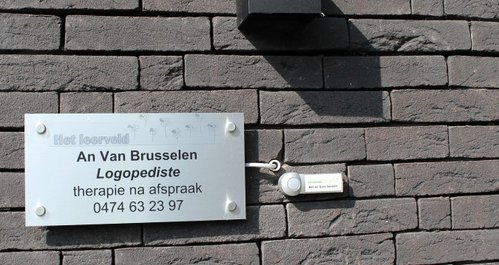 Het leerveld
An Van Brusselen
Logopediste
therapie na afspraak
0474 63 23 97